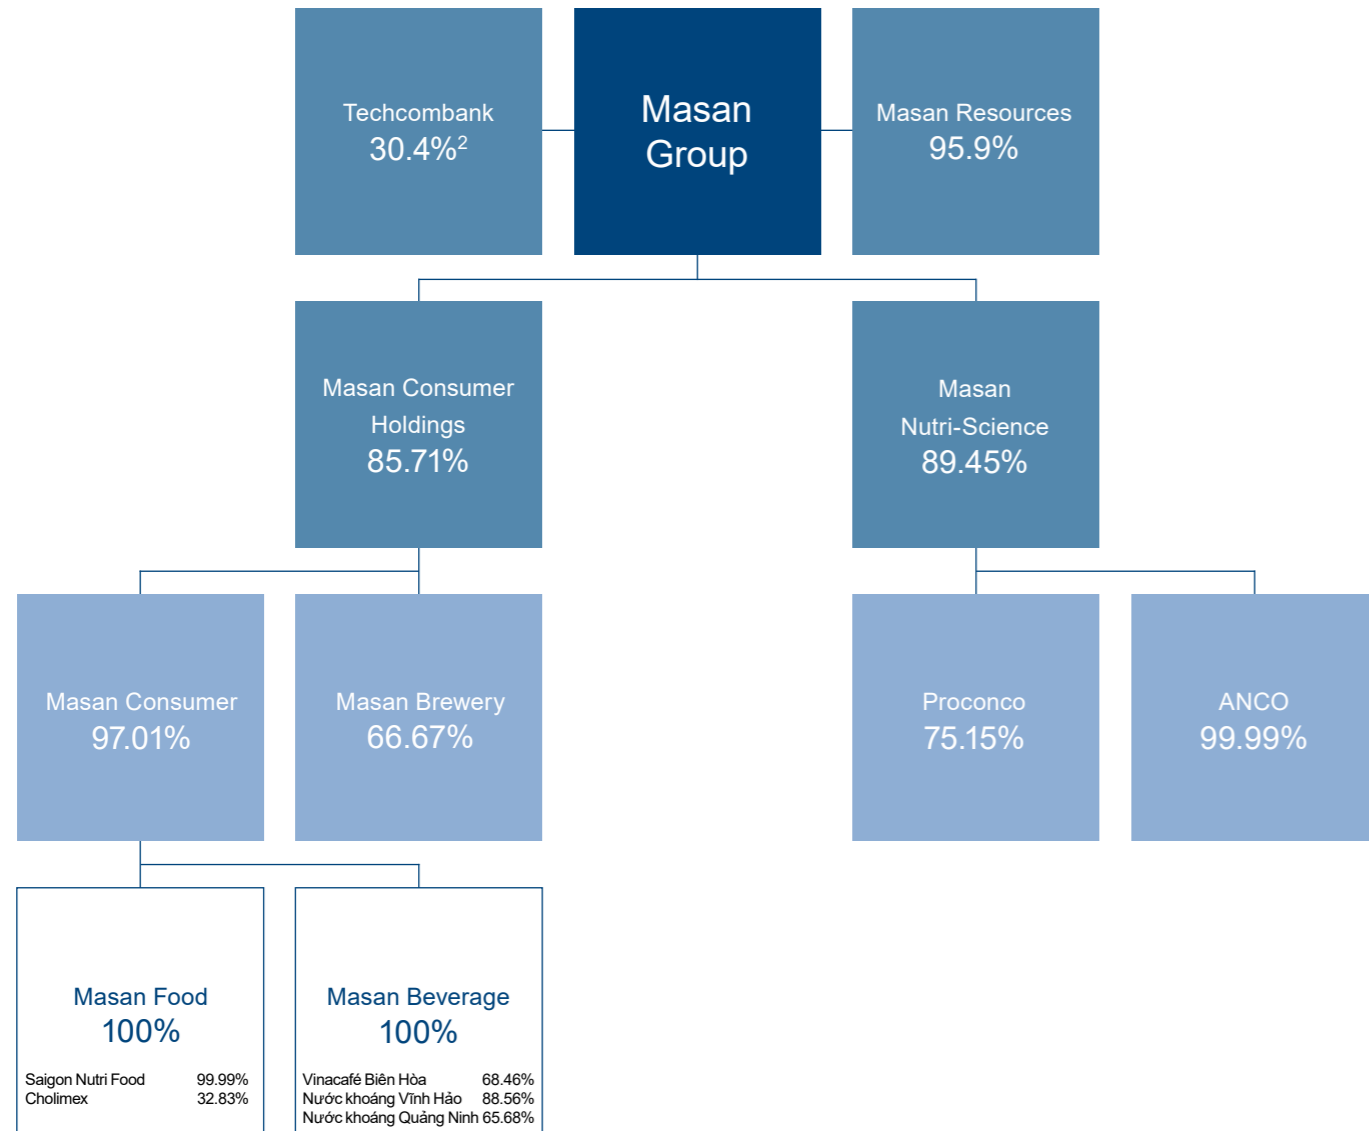 Techcombank
30.4%²
Masan
Group
Masan Resources
95.9%
Masan Consumer
Holdings
85.71%
Masan
Nutri-Science
89.45%
Masan Consumer
97.01%
Masan Brewery
66.67%
Proconco
75.15%
ANCO
99.99%
Masan Food
100%
Saigon Nutri Food 99.99%
Cholimex 32.83%
Masan Beverage
100%
Vinacafé Biên Hòa 68.46%
Nước khoáng Vĩnh Hảo 88.56%
Nước khoáng Quảng Ninh 65.68%